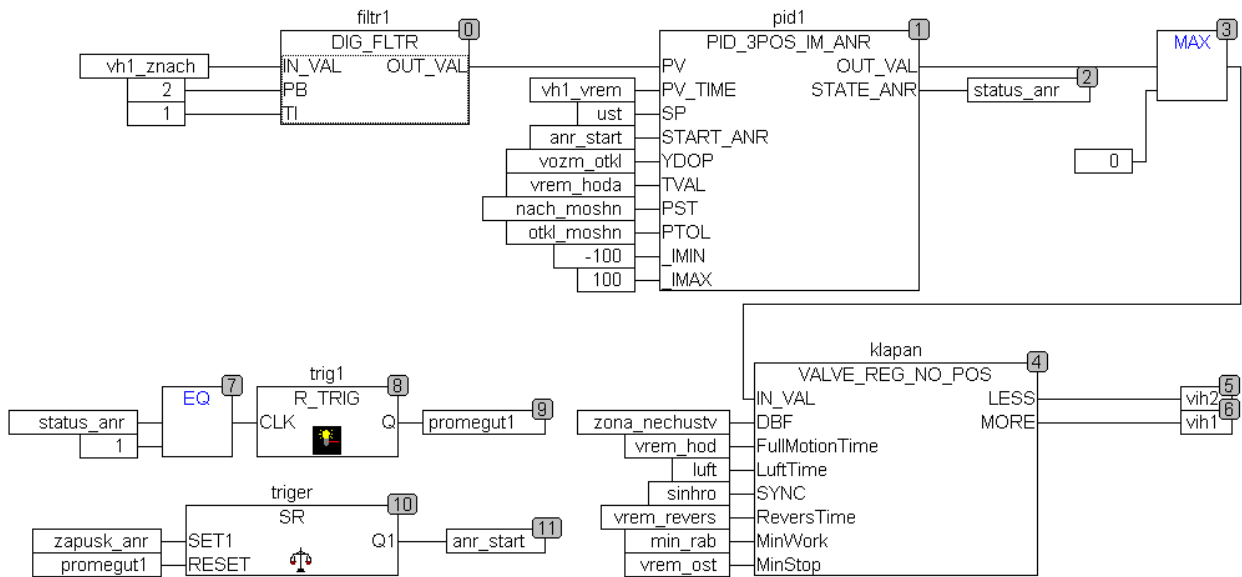 filtr1
0
DIG_FLTR
vh1_znach
IN_VAL
OUT_VAL
2
PB
1
TI
pid1
1
PID_3POS_IM_ANR
PV
OUT_VAL
vh1_vrem
PV_TIME
STATE_ANR
2
status_anr
ust
SP
anr_start
START_ANR
vozm_otkl
YDOP
vrem_hoda
TVAL
nach_moshn
PST
otkl_moshn
PTOL
-100
_IMIN
100
_IMAX
3
MAX
0
klapan
4
VALVE_REG_NO_POS
IN_VAL
LESS
5
vih2
zona_nechustv
DBF
MORE
6
vih1
vrem_hod
FullMotionTime
luft
LuftTime
sinhro
SYNC
vrem_revers
ReversTime
min_rab
MinWork
vrem_ost
MinStop
7
EQ
status_anr
1
trig1
8
R_TRIG
CLK
Q
9
promegut1
triger
10
SR
zapusk_anr
SET1
Q1
11
anr_start
promegut1
RESET